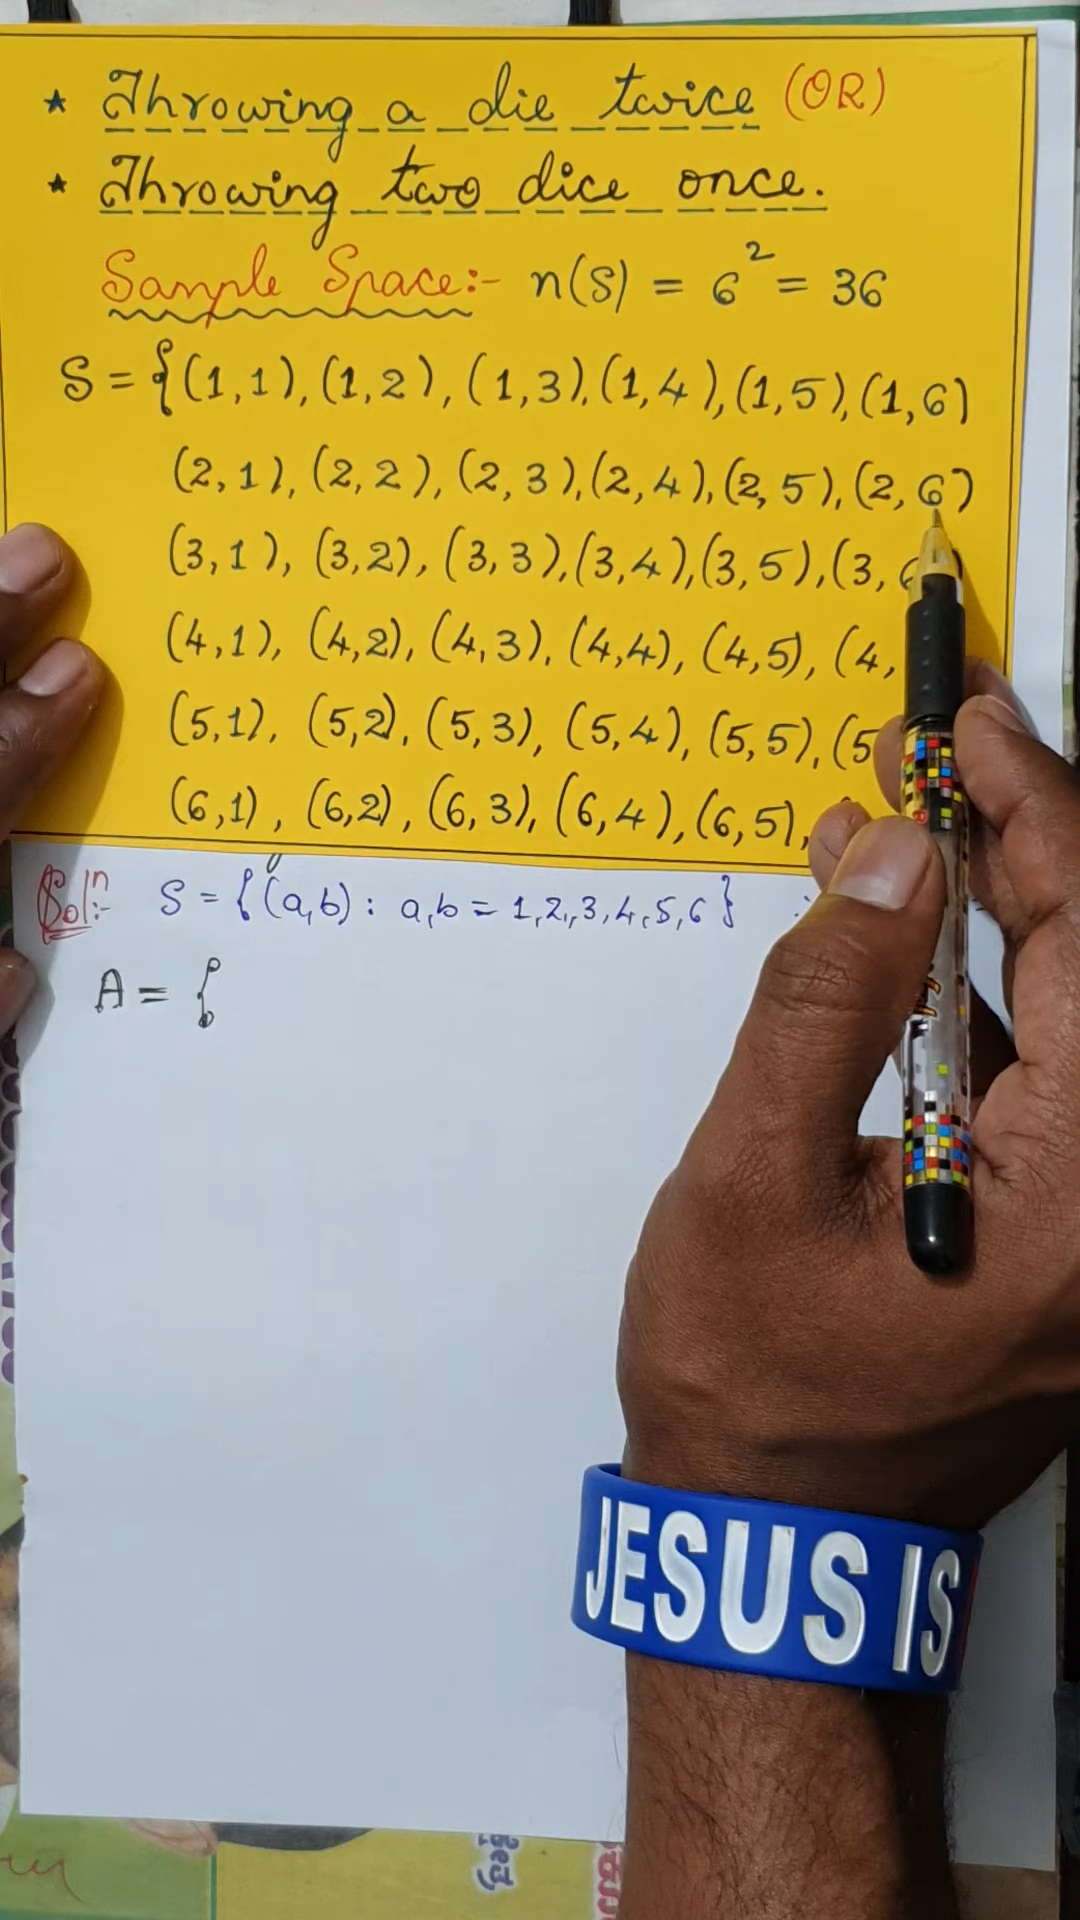 ★ Throwing a die twice (OR)
★ Throwing two dice once.
Sample Space:- n(S) = 6² = 36
S = {(1,1), (1,2), (1,3), (1,4), (1,5), (1,6)
(2,1), (2,2), (2,3), (2,4), (2,5), (2,6)
(3,1), (3,2), (3,3), (3,4), (3,5), (3,
(4,1), (4,2), (4,3), (4,4), (4,5), (4,
(5,1), (5,2), (5,3), (5,4), (5,5), (5
(6,1), (6,2), (6,3), (6,4), (6,5),
Solⁿ:- S = {(a,b) : a,b = 1,2,3,4,5,6}
A = {
JESUS IS